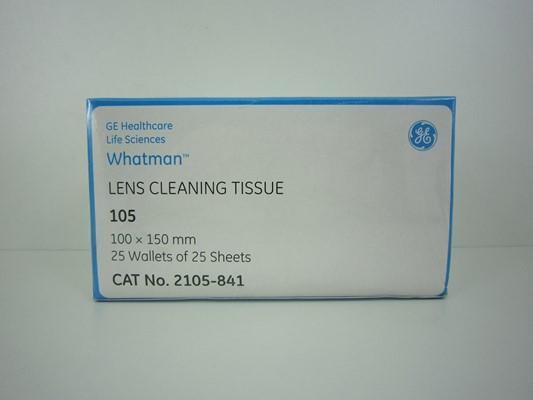 GE Healthcare
Life Sciences
Whatman™
GE
LENS CLEANING TISSUE
105
100 × 150 mm
25 Wallets of 25 Sheets
CAT No. 2105-841